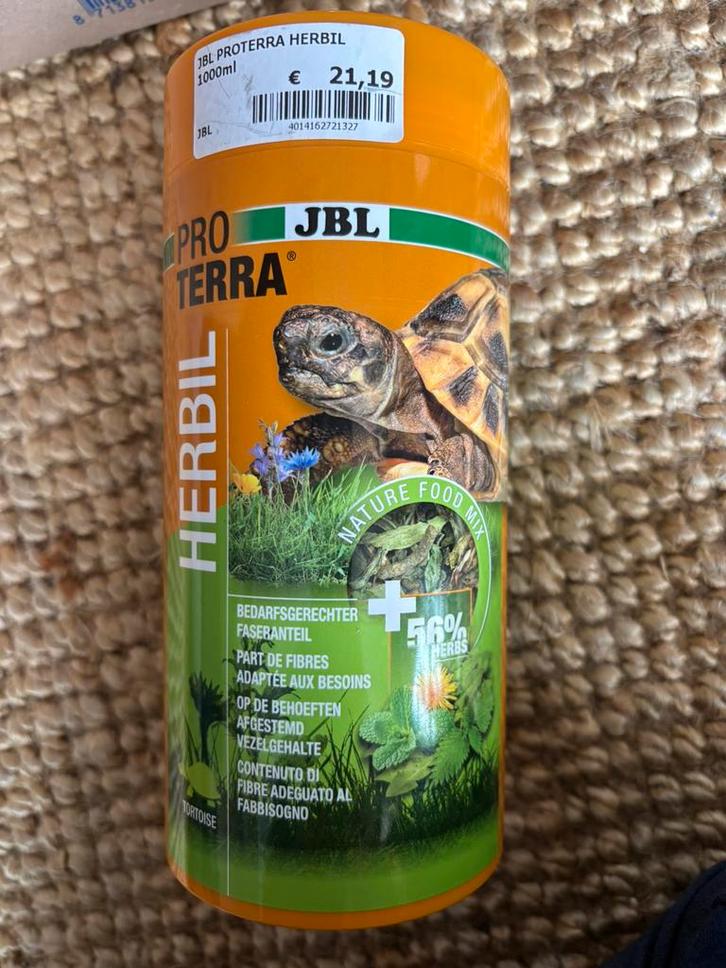 JBL PROTERRA HERBIL
1000ml
€ 21,19
JBL
4014162721327
JBL
PRO
TERRA®
HERBIL
NATURE FOOD MIX
56%
HERBS
BEDARFSGERECHTER
FASERANTEIL
PART DE FIBRES
ADAPTÉE AUX BESOINS
OP DE BEHOEFTEN
AFGESTEMD
VEZELGEHALTE
CONTENUTO DI
FIBRE ADEGUATO AL
FABBISOGNO
TORTOISE